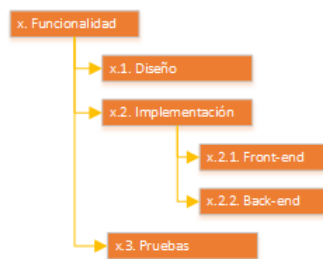 x. Funcionalidad
x.1. Diseño
x.2. Implementación
x.2.1. Front-end
x.2.2. Back-end
x.3. Pruebas